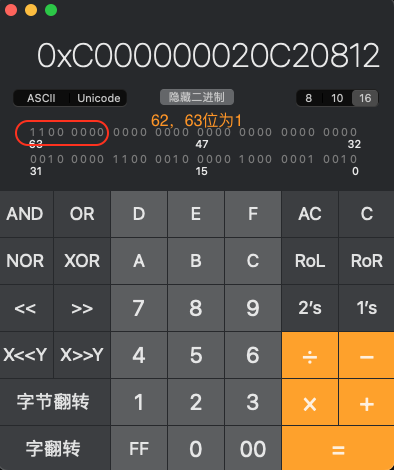 0xC000000020C20812
ASCII Unicode 隐藏二进制 8 10 16
62，63位为1
1100 0000 0000 0000 0000 0000 0000 0000
63 47 32
0010 0000 1100 0010 0000 1000 0001 0010
31 15 0
AND OR D E F AC C
NOR XOR A B C RoL RoR
<< >> 7 8 9 2's 1's
X<<Y X>>Y 4 5 6 ÷ −
字节翻转 1 2 3 × +
字翻转 FF 0 00 =